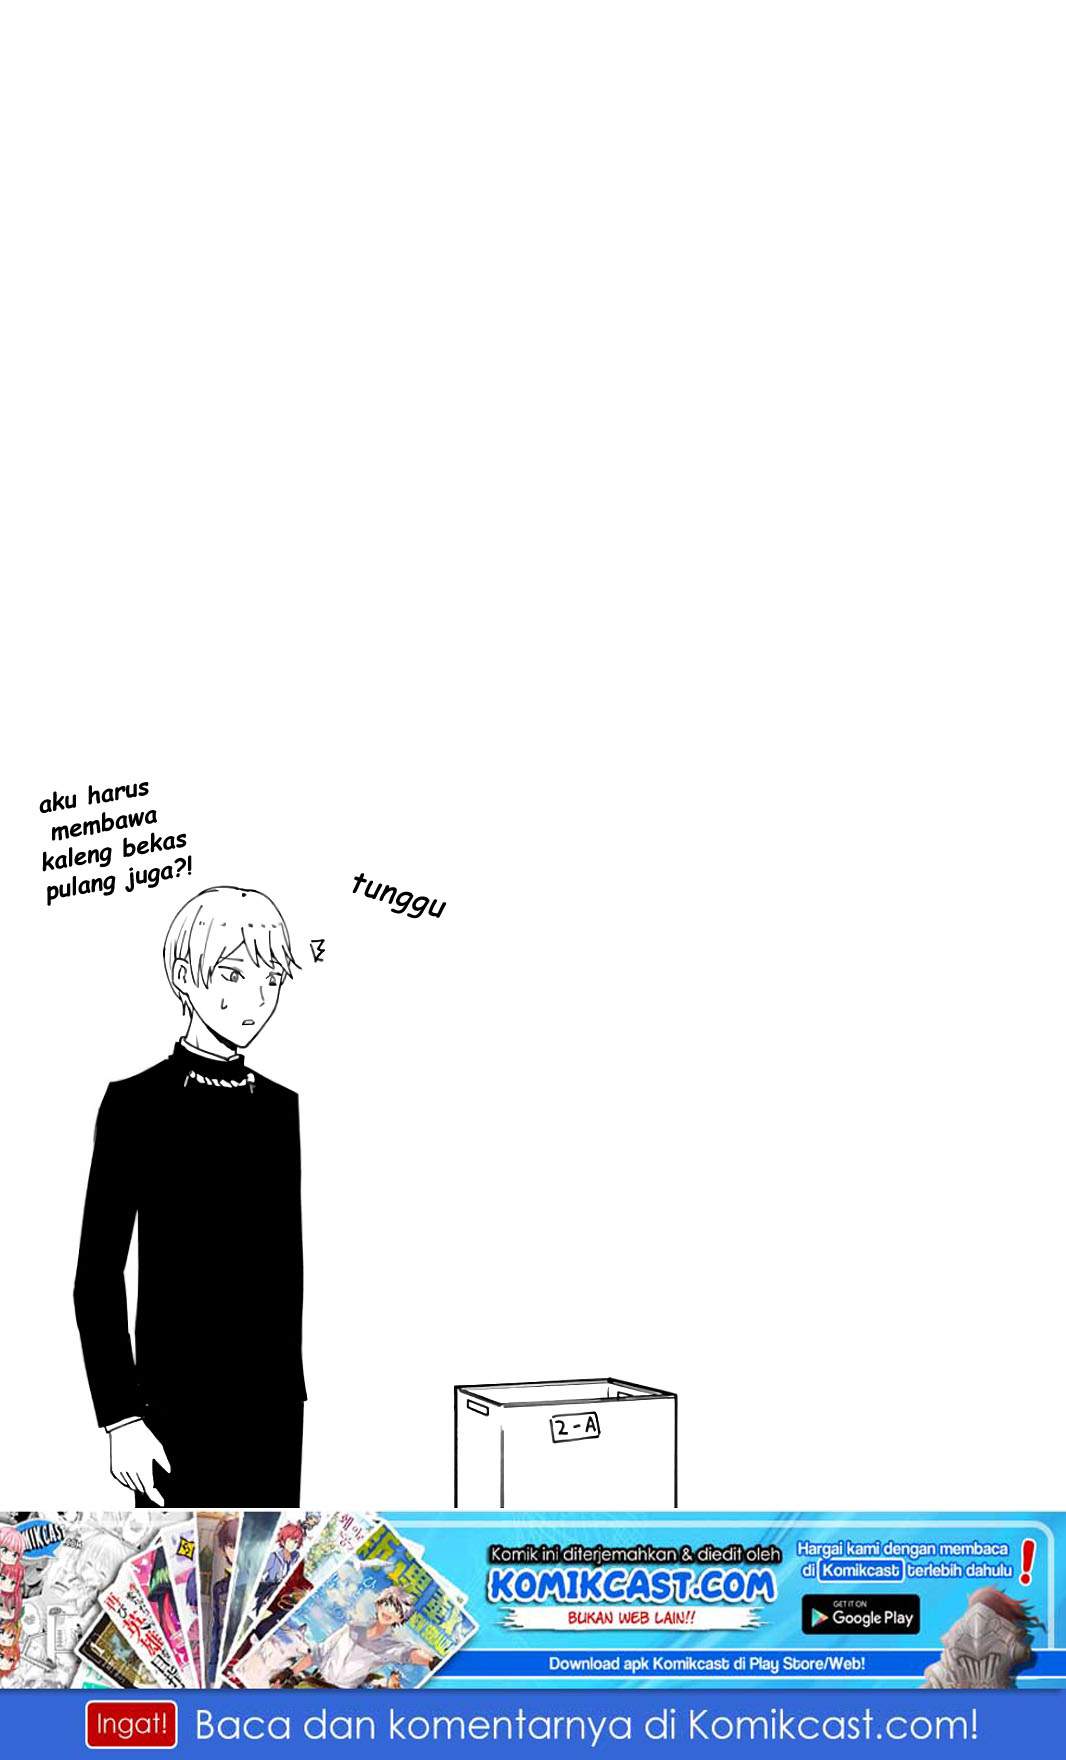 aku harus
membawa
kaleng bekas
pulang juga?!
tunggu
2-A
Komik ini diterjemahkan & diedit oleh
KOMIKCAST.COM
BUKAN WEB LAIN!!
Hargai kami dengan membaca
di Komikcast terlebih dahulu
!
GET IT ON
Google Play
Download apk Komikcast di Play Store/Web!
Ingat! Baca dan komentarnya di Komikcast.com!